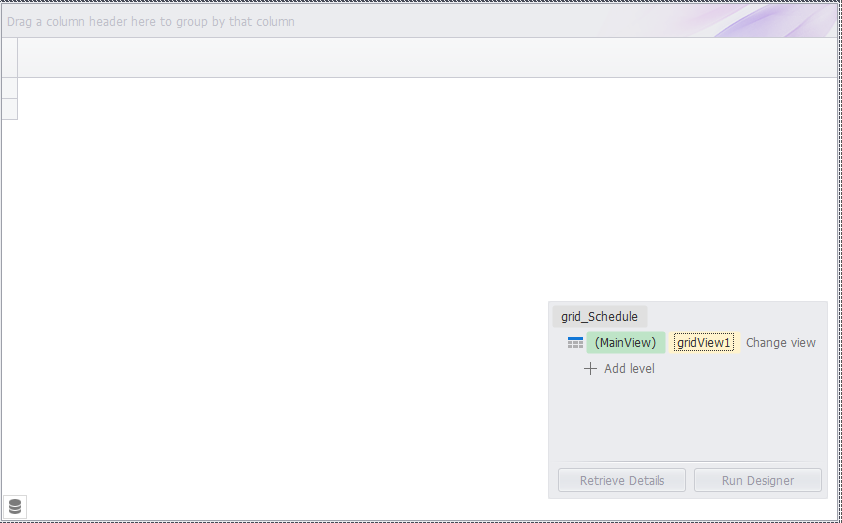 Drag a column header here to group by that column
grid_Schedule
(MainView) gridView1 Change view
Add level
Retrieve Details Run Designer